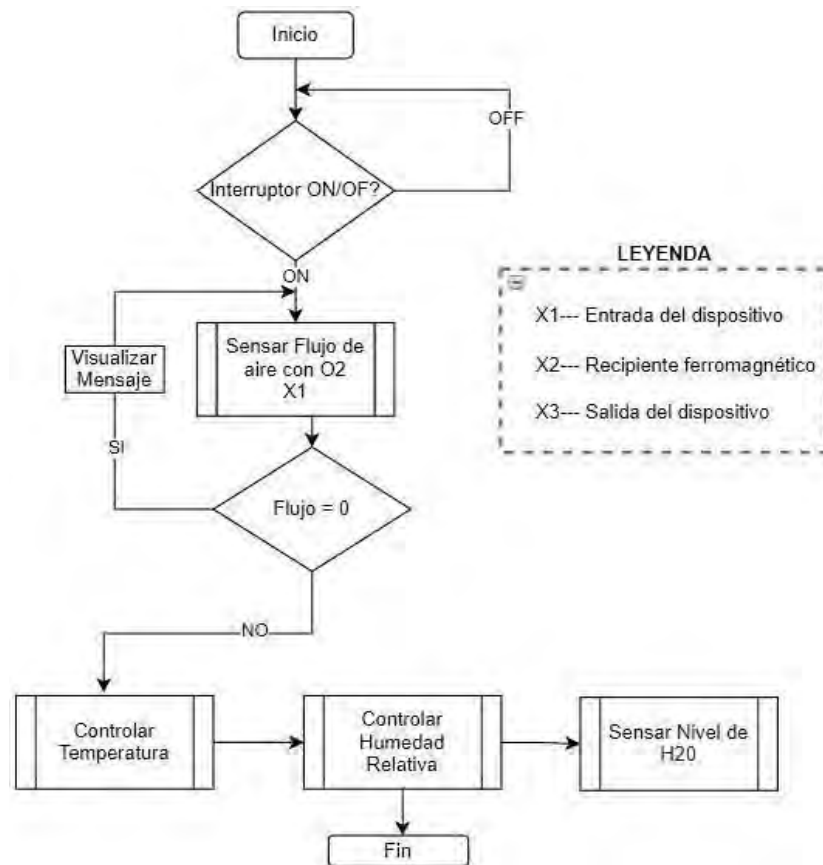 Inicio
OFF
Interruptor ON/OF?
ON
LEYENDA
X1--- Entrada del dispositivo
X2--- Recipiente ferromagnético
X3--- Salida del dispositivo
Visualizar
Mensaje
Sensar Flujo de
aire con O2
X1
SI
Flujo = 0
NO
Controlar
Temperatura
Controlar
Humedad
Relativa
Sensar Nivel de
H20
Fin